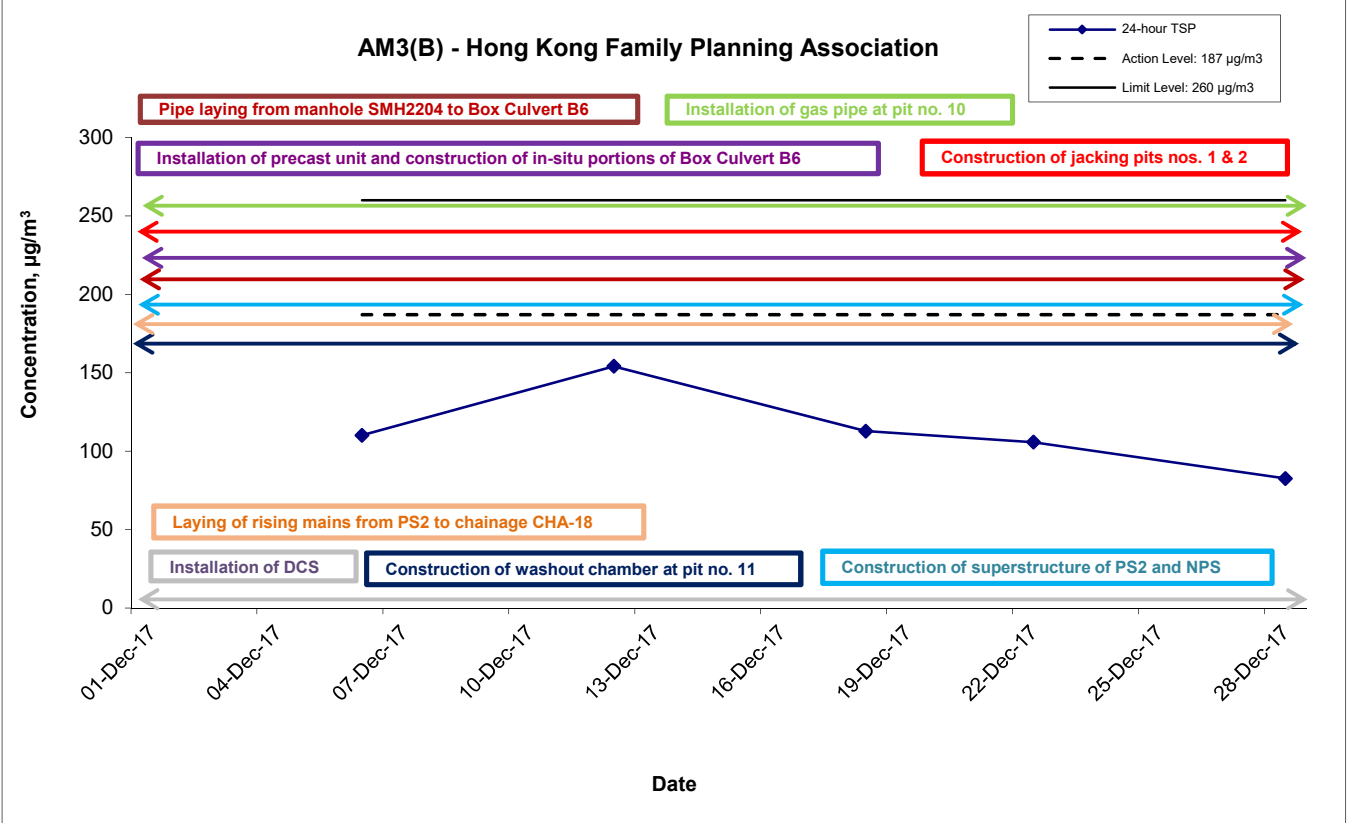 AM3(B) - Hong Kong Family Planning Association
24-hour TSP
Action Level: 187 µg/m3
Limit Level: 260 µg/m3
Pipe laying from manhole SMH2204 to Box Culvert B6
Installation of gas pipe at pit no. 10
Installation of precast unit and construction of in-situ portions of Box Culvert B6
Construction of jacking pits nos. 1 & 2
Concentration, µg/m³
300
250
200
150
100
50
0
Laying of rising mains from PS2 to chainage CHA-18
Installation of DCS
Construction of washout chamber at pit no. 11
Construction of superstructure of PS2 and NPS
01-Dec-17
04-Dec-17
07-Dec-17
10-Dec-17
13-Dec-17
16-Dec-17
19-Dec-17
22-Dec-17
25-Dec-17
28-Dec-17
Date